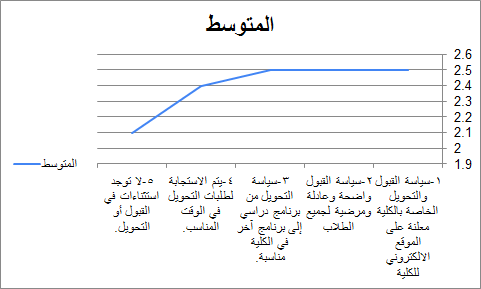 المتوسط
2.6
2.5
2.4
2.3
2.2
2.1
2
1.9
١-سياسة القبول
والتحويل
الخاصة بالكلية
معلنة على
الموقع
الالكتروني
للكلية
٢-سياسة القبول
واضحة وعادلة
ومرضية لجميع
الطلاب
٣-سياسة
التحويل من
برنامج دراسي
إلى برنامج آخر
في الكلية
مناسبة.
٤-يتم الاستجابة
لطلبات التحويل
في الوقت
المناسب.
٥-لا توجد
استثناءات في
القبول أو
التحويل.
المتوسط